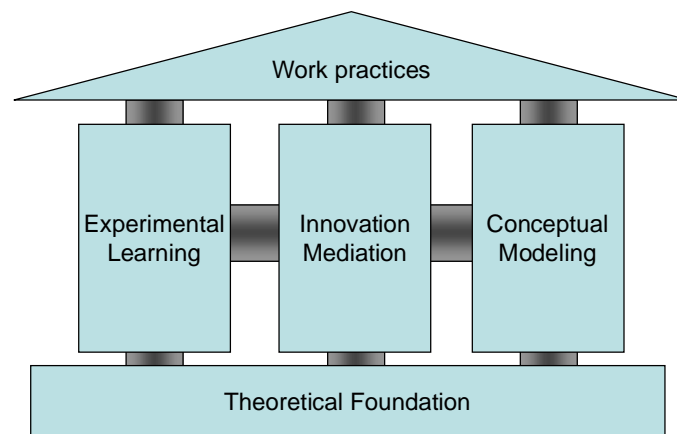 Work practices
Experimental
Learning
Innovation
Mediation
Conceptual
Modeling
Theoretical Foundation